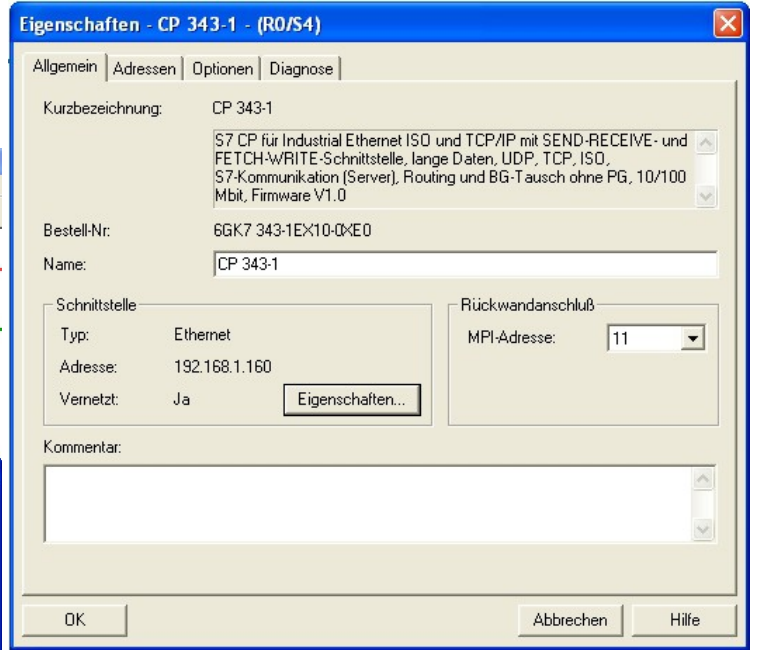 Eigenschaften - CP 343-1 - (R0/S4)
Allgemein Adressen Optionen Diagnose
Kurzbezeichnung: CP 343-1
S7 CP für Industrial Ethernet ISO und TCP/IP mit SEND-RECEIVE- und
FETCH-WRITE-Schnittstelle, lange Daten, UDP, TCP, ISO,
S7-Kommunikation (Server), Routing und BG-Tausch ohne PG, 10/100
Mbit, Firmware V1.0
Bestell-Nr: 6GK7 343-1EX10-0XE0
Name: CP 343-1
Schnittstelle Rückwandanschluß
Typ: Ethernet MPI-Adresse: 11
Adresse: 192.168.1.160
Vernetzt: Ja Eigenschaften...
Kommentar:
OK Abbrechen Hilfe